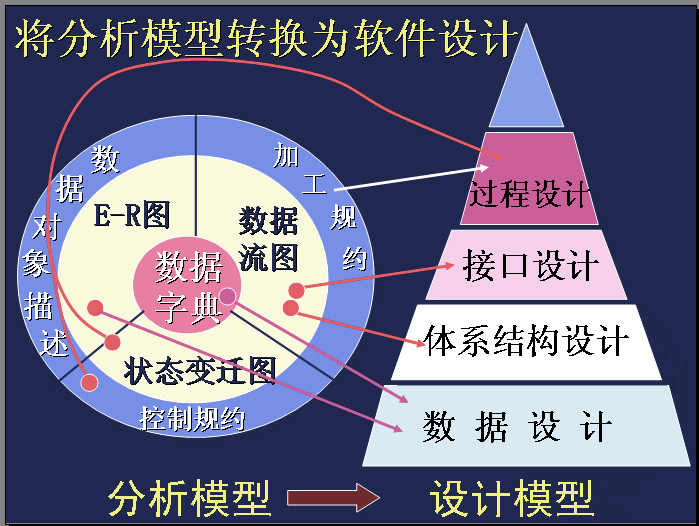 将分析模型转换为软件设计
数据对象描述
E-R图
加工规约
数据
流图
数据
字典
状态变迁图
控制规约
过程设计
接口设计
体系结构设计
数 据 设 计
分析模型
设计模型